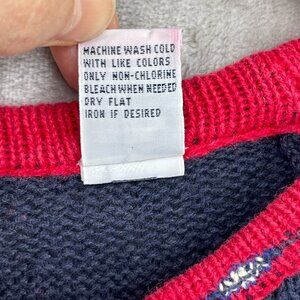 MACHINE WASH COLD
WITH LIKE COLORS
ONLY NON-CHLORINE
BLEACH WHEN NEEDED
DRY FLAT
IRON IF DESIRED